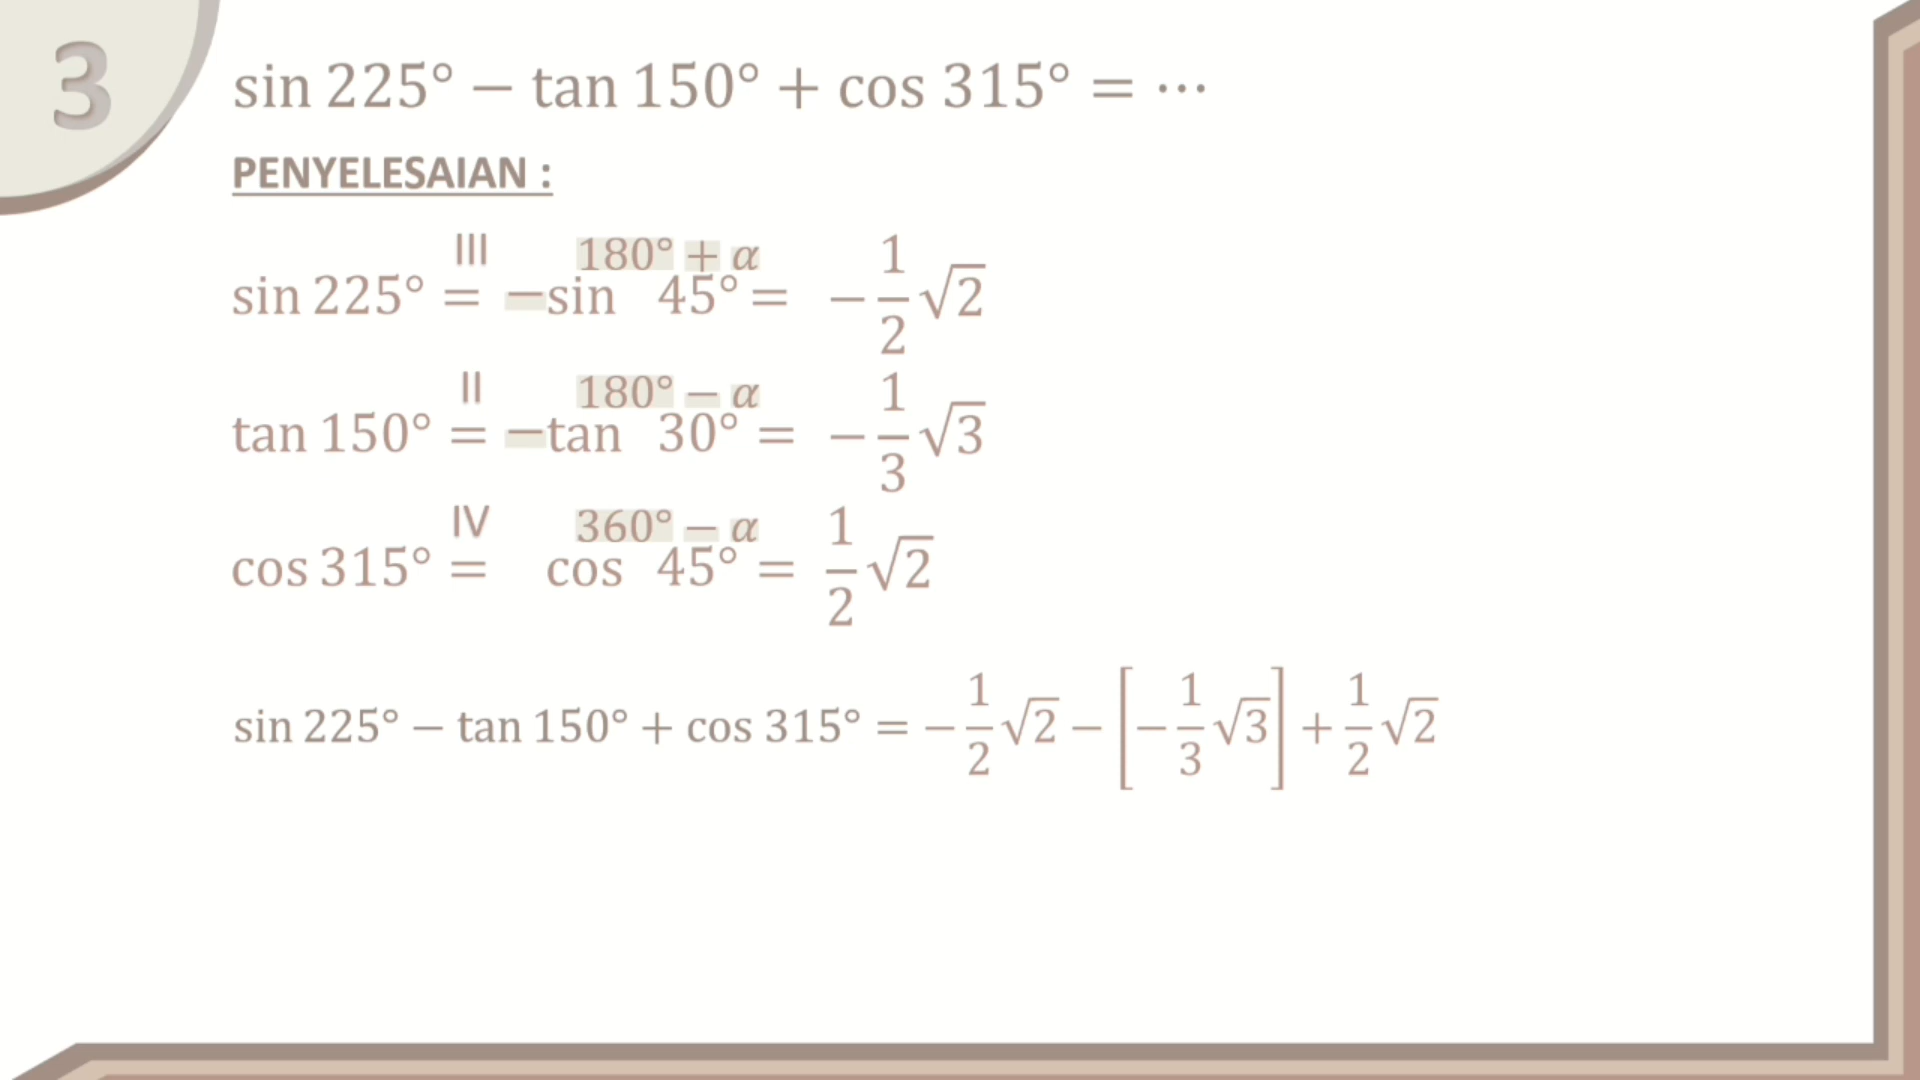 3
sin 225° − tan 150° + cos 315° = ⋯
PENYELESAIAN :
III 180° + α
sin 225° = −sin 45° = −1/2 √2
II 180° − α
tan 150° = −tan 30° = −1/3 √3
IV 360° − α
cos 315° = cos 45° = 1/2 √2
sin 225° − tan 150° + cos 315° = −1/2 √2 − [−1/3 √3] + 1/2 √2